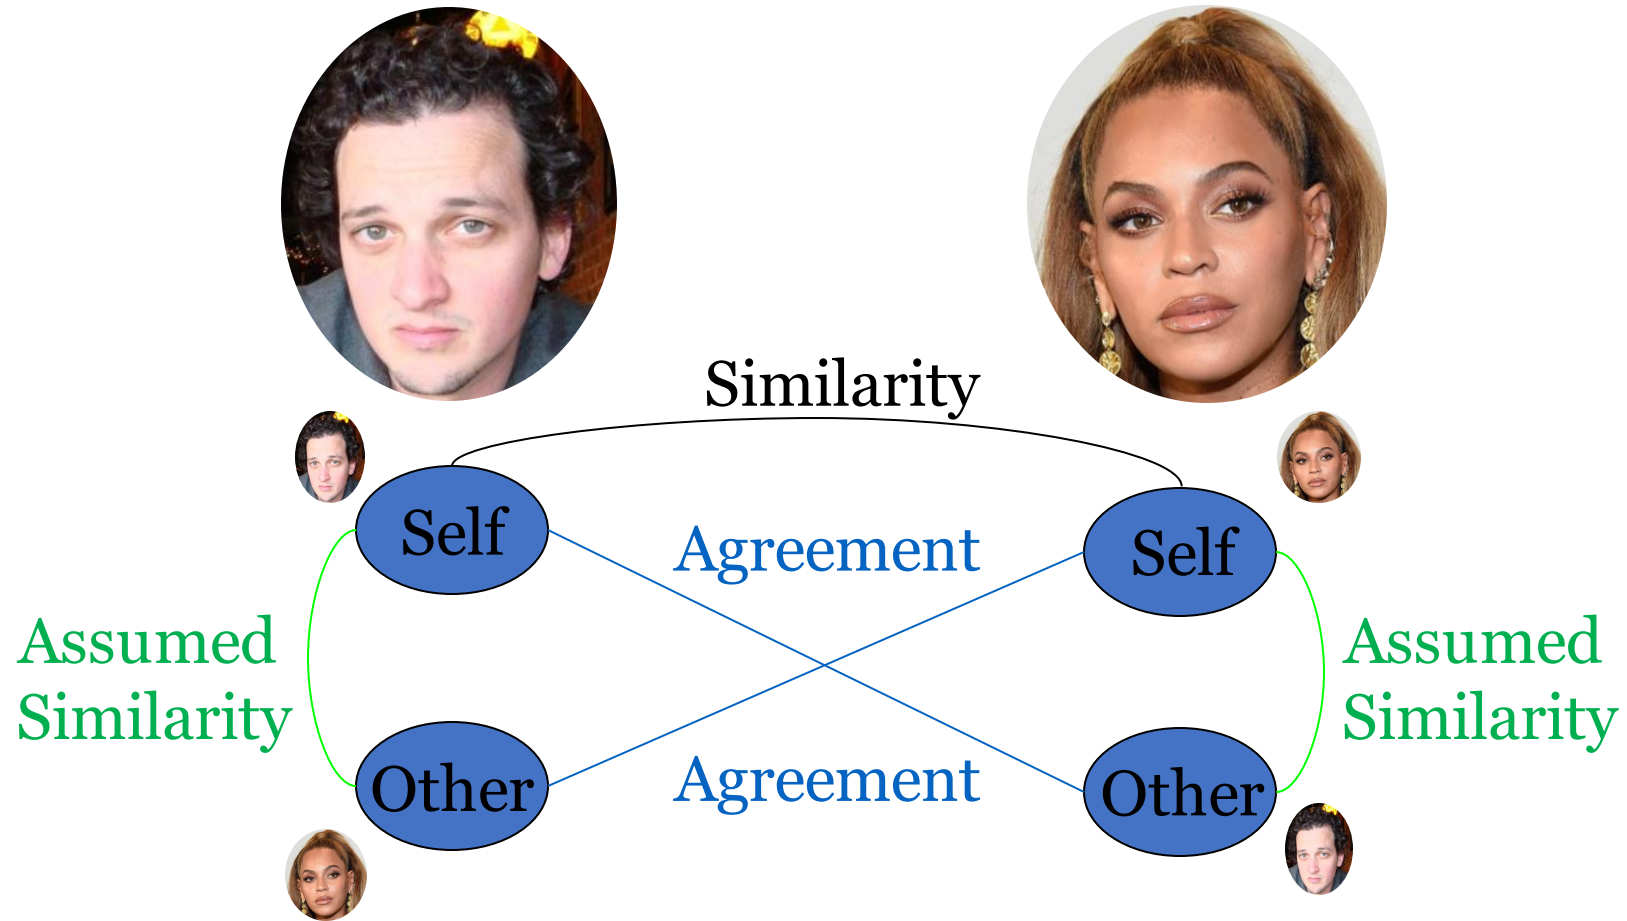 Similarity
Self
Agreement
Self
Assumed
Similarity
Assumed
Similarity
Other
Agreement
Other